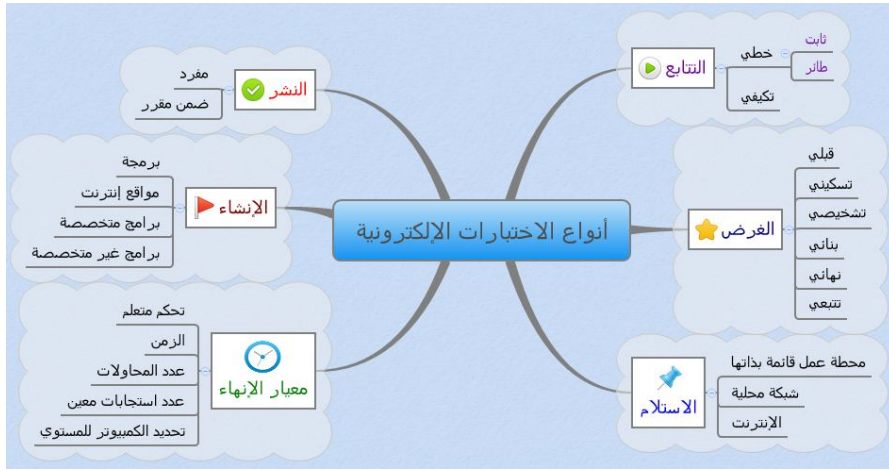 أنواع الاختبارات الإلكترونية
التتابع
خطي
ثابت
طائر
تكيفي
الغرض
قبلي
تسكيني
تشخيصي
بنائي
نهائي
تتبعي
الاستلام
محطة عمل قائمة بذاتها
شبكة محلية
الإنترنت
النشر
مفرد
ضمن مقرر
الإنشاء
برمجة
مواقع إنترنت
برامج متخصصة
برامج غير متخصصة
معيار الإنهاء
تحكم متعلم
الزمن
عدد المحاولات
عدد استجابات معين
تحديد الكمبيوتر للمستوي